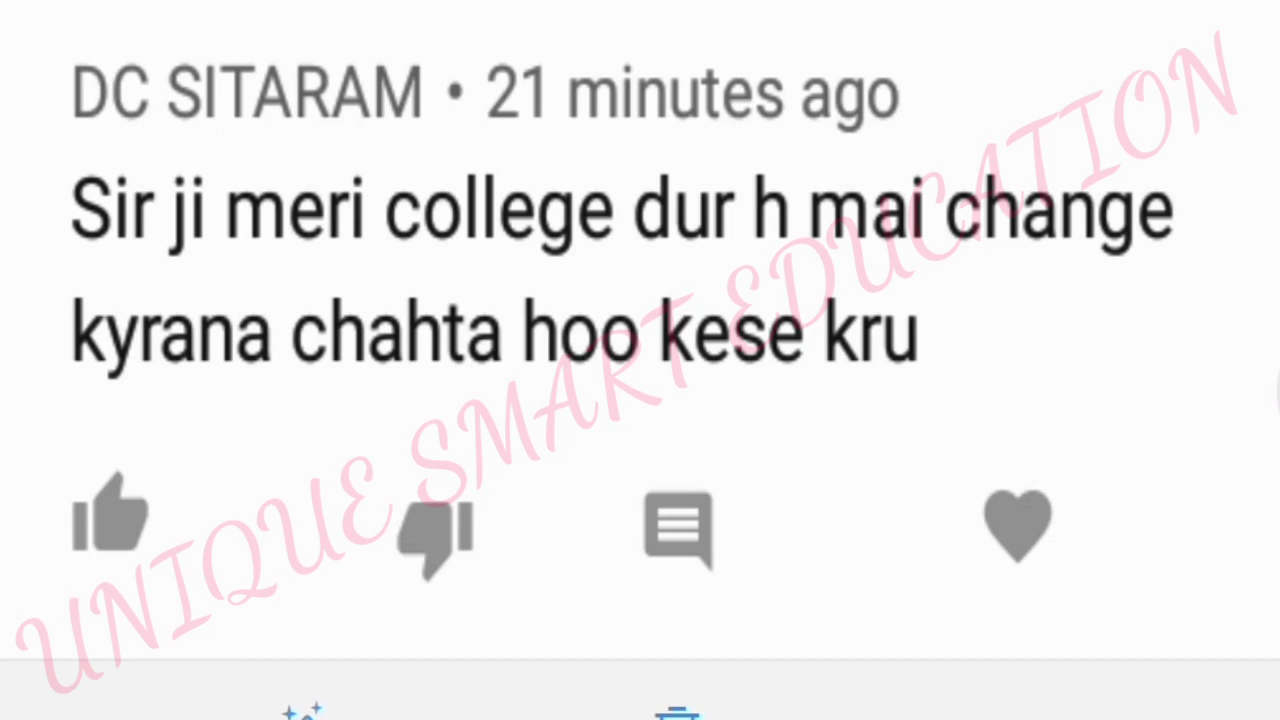 DC SITARAM • 21 minutes ago
Sir ji meri college dur h mai change
kyrana chahta hoo kese kru
UNIQUE SMART EDUCATION